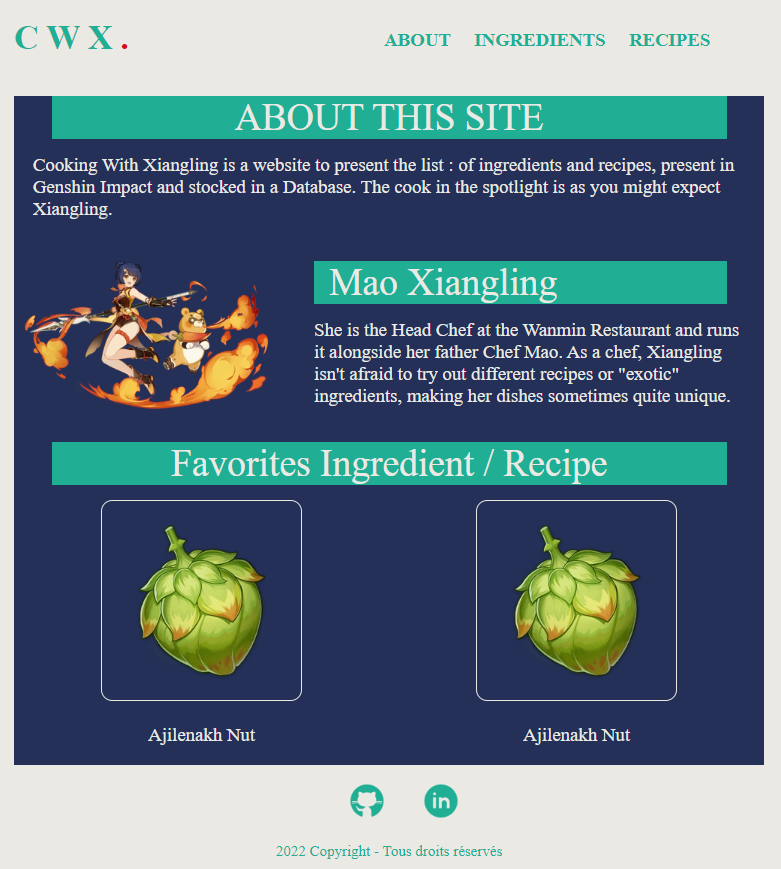 C W X .
ABOUT INGREDIENTS RECIPES
ABOUT THIS SITE
Cooking With Xiangling is a website to present the list : of ingredients and recipes, present in
Genshin Impact and stocked in a Database. The cook in the spotlight is as you might expect
Xiangling.
Mao Xiangling
She is the Head Chef at the Wanmin Restaurant and runs
it alongside her father Chef Mao. As a chef, Xiangling
isn't afraid to try out different recipes or "exotic"
ingredients, making her dishes sometimes quite unique.
Favorites Ingredient / Recipe
Ajilenakh Nut
Ajilenakh Nut
in
2022 Copyright - Tous droits réservés